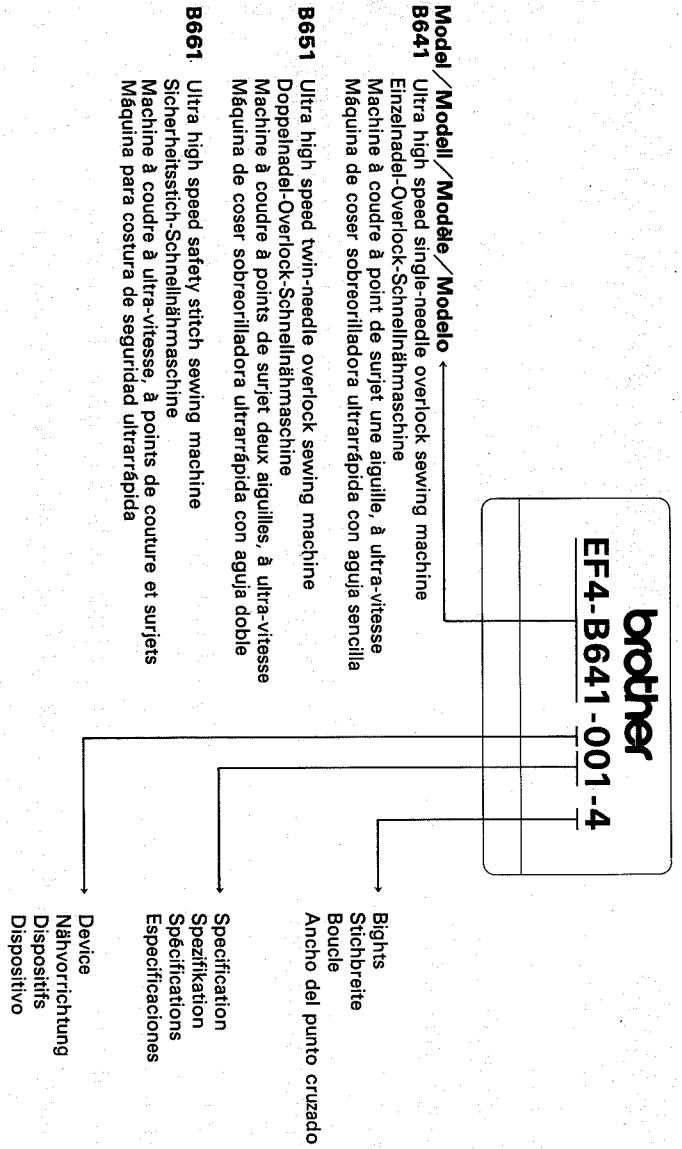 brother
EF4-B641-001-4
Model/Modell/Modèle/Modelo
B641 Ultra high speed single-needle overlock sewing machine
Einzelnadel-Overlock-Schnellnähmaschine
Machine à coudre à point de surjet une aiguille, à ultra-vitesse
Máquina de coser sobreorilladora ultrarrápida con aguja sencilla
B651 Ultra high speed twin-needle overlock sewing machine
Doppelnadel-Overlock-Schnellnähmaschine
Machine à coudre à points de surjet deux aiguilles, à ultra-vitesse
Máquina de coser sobreorilladora ultrarrápida con aguja doble
B661 Ultra high speed safety stitch sewing machine
Sicherheitsstich-Schnellnähmaschine
Machine à coudre à ultra-vitesse, à points de couture et surjets
Máquina para costura de seguridad ultrarrápida
Bights
Stichbreite
Boucle
Ancho del punto cruzado
Specification
Spezifikation
Spécifications
Especificaciones
Device
Nähvorrichtung
Dispositifs
Dispositivo